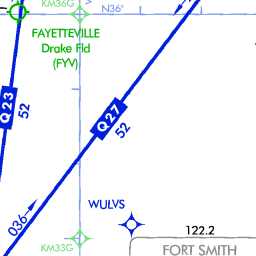 KM36G
N36°
FAYETTEVILLE
Drake Fld
(FYV)
Q23
52
Q27
52
036
WULVS
KM33G
122.2
FORT SMITH